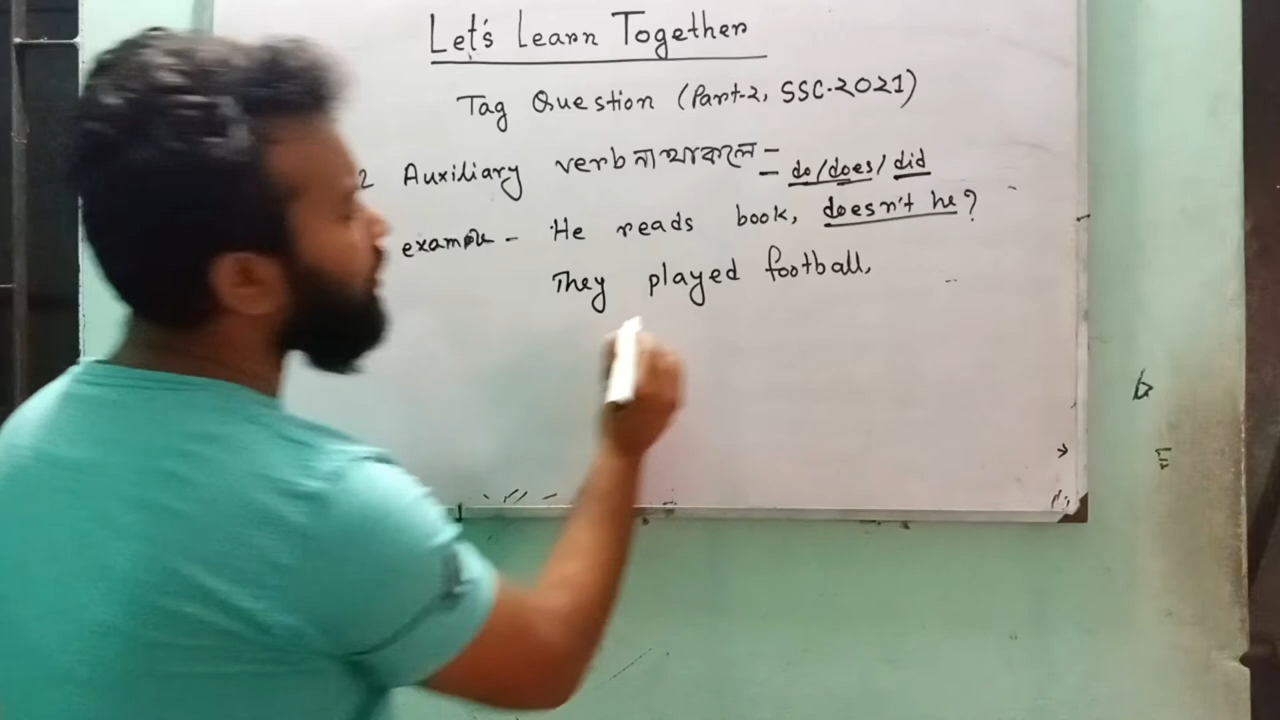 Let's Learn Together
Tag Question (Part-2, SSC-2021)
2 Auxiliary verb না থাকলে - - do/does/did
example - He reads book, doesn't he?
They played football,